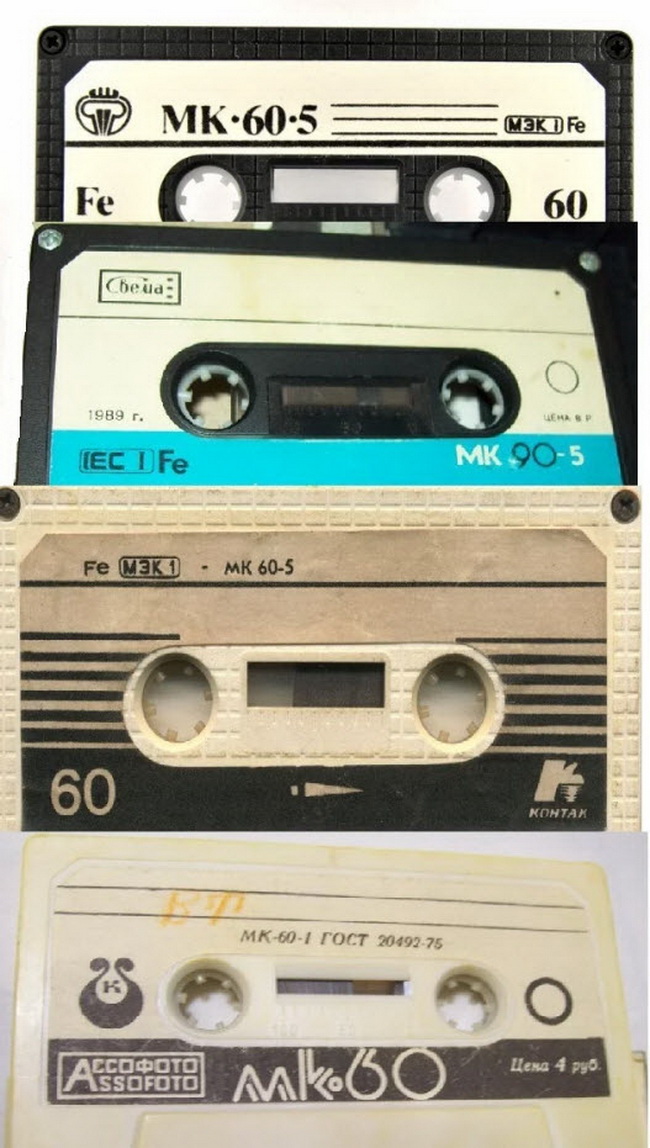 МК·60·5
МЭК I Fe
Fe
60
Свема
1989 г.
ЦЕНА 8 Р
IEC I Fe
МК 90-5
Fe МЭК 1 - МК 60-5
60
КОНТАК
ВФ
МК-60-1 ГОСТ 20492-75
К
АССОФОТО
ASSOFOTO
МК60
Цена 4 руб.